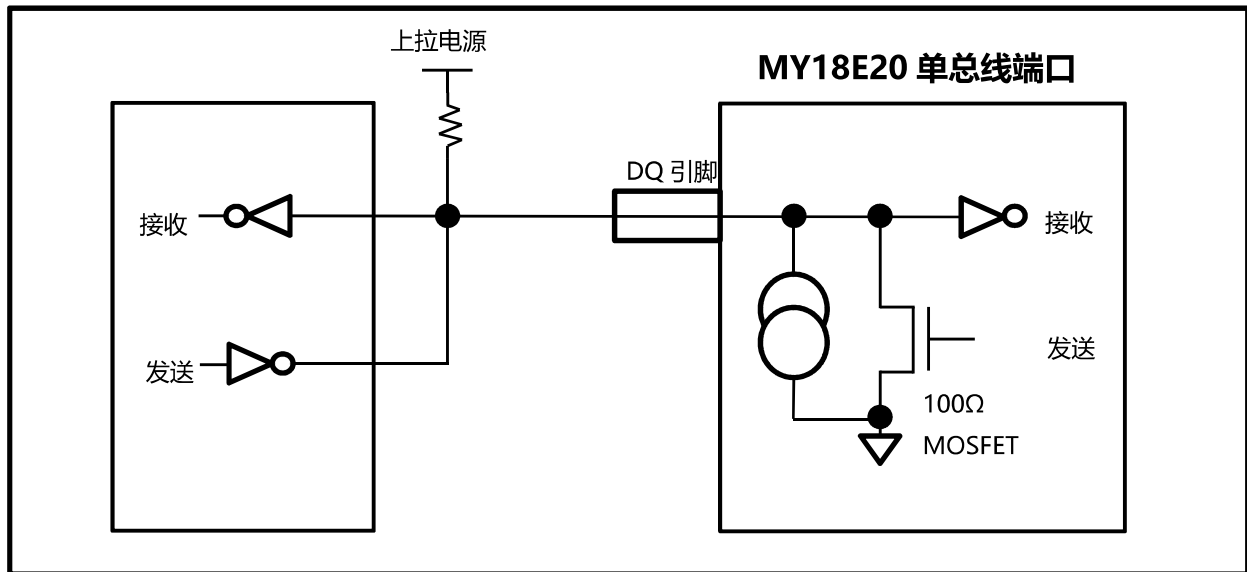 上拉电源
MY18E20 单总线端口
DQ 引脚
接收
接收
发送
发送
100Ω
MOSFET